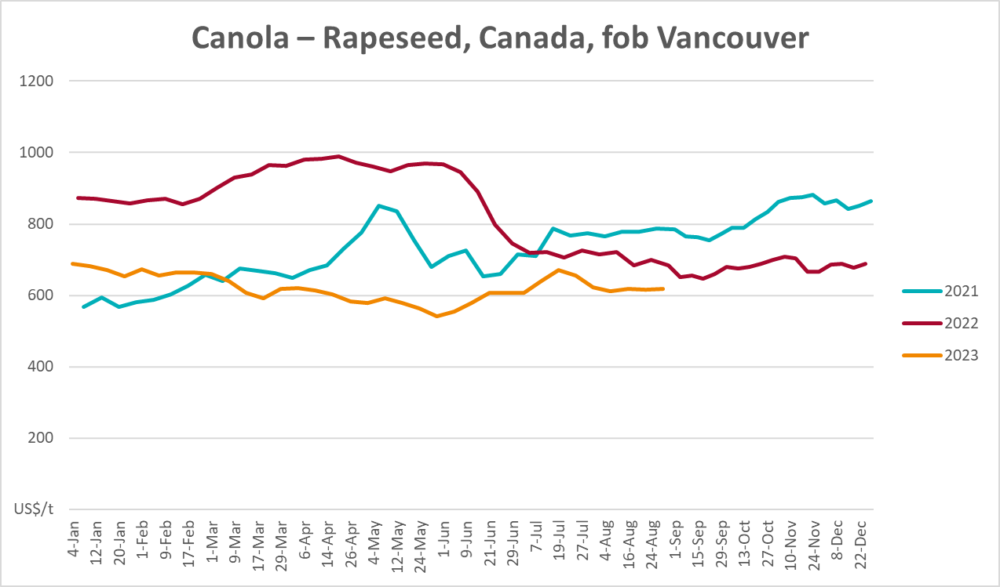 Canola – Rapeseed, Canada, fob Vancouver
1200
1000
800
600
400
200
US$/t
4-Jan
12-Jan
20-Jan
1-Feb
9-Feb
17-Feb
1-Mar
9-Mar
17-Mar
29-Mar
6-Apr
14-Apr
26-Apr
4-May
12-May
24-May
1-Jun
9-Jun
21-Jun
29-Jun
7-Jul
19-Jul
27-Jul
4-Aug
16-Aug
24-Aug
1-Sep
15-Sep
29-Sep
13-Oct
27-Oct
10-Nov
24-Nov
8-Dec
22-Dec
2021
2022
2023